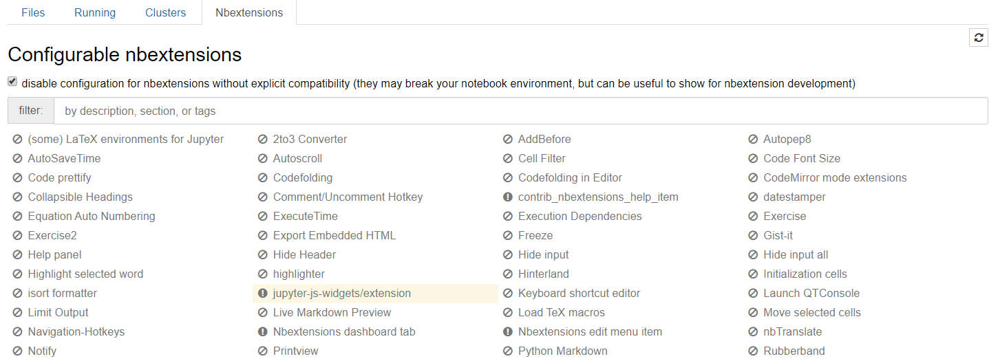 Files Running Clusters Nbextensions
Configurable nbextensions
disable configuration for nbextensions without explicit compatibility (they may break your notebook environment, but can be useful to show for nbextension development)
filter: by description, section, or tags
(some) LaTeX environments for Jupyter 2to3 Converter AddBefore Autopep8
AutoSaveTime Autoscroll Cell Filter Code Font Size
Code prettify Codefolding Codefolding in Editor CodeMirror mode extensions
Collapsible Headings Comment/Uncomment Hotkey contrib_nbextensions_help_item datestamper
Equation Auto Numbering ExecuteTime Execution Dependencies Exercise
Exercise2 Export Embedded HTML Freeze Gist-it
Help panel Hide Header Hide input Hide input all
Highlight selected word highlighter Hinterland Initialization cells
isort formatter jupyter-js-widgets/extension Keyboard shortcut editor Launch QTConsole
Limit Output Live Markdown Preview Load TeX macros Move selected cells
Navigation-Hotkeys Nbextensions dashboard tab Nbextensions edit menu item nbTranslate
Notify Printview Python Markdown Rubberband